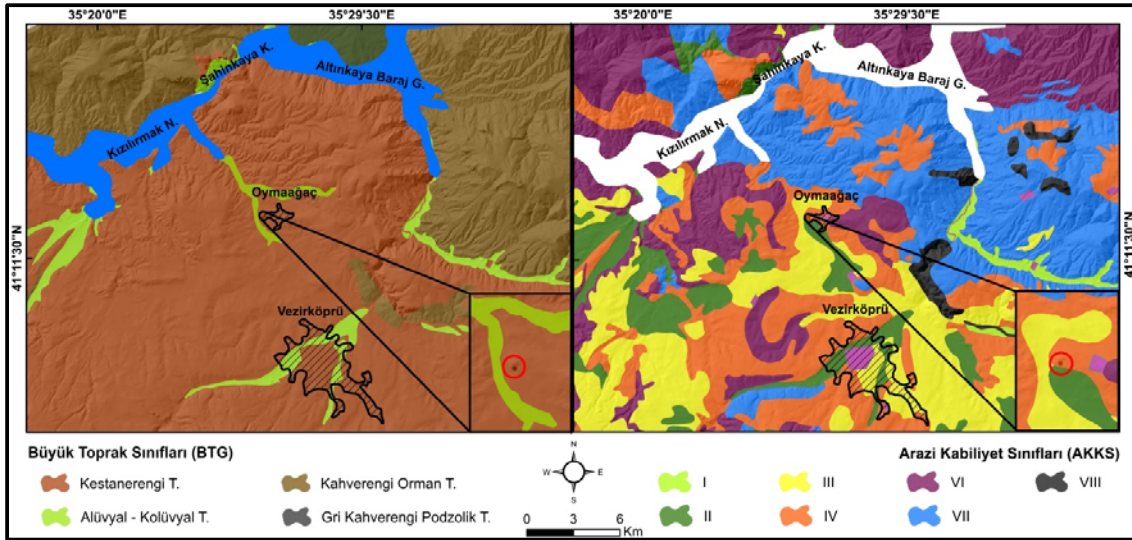 35°20'0"E
35°29'30"E
35°20'0"E
35°29'30"E
41°11'30"N
41°11'30"N
Şahinkaya K.
Altınkaya Baraj G.
Kızılırmak N.
Oymaağaç
Vezirköprü
Şahinkaya K.
Altınkaya Baraj G.
Kızılırmak N.
Oymaağaç
Vezirköprü
Büyük Toprak Sınıfları (BTG)
Kestanerengi T.
Kahverengi Orman T.
Alüvyal - Kolüvyal T.
Gri Kahverengi Podzolik T.
N
W E
S
0 3 6
Km
Arazi Kabiliyet Sınıfları (AKKS)
I III VI VIII
II IV VII